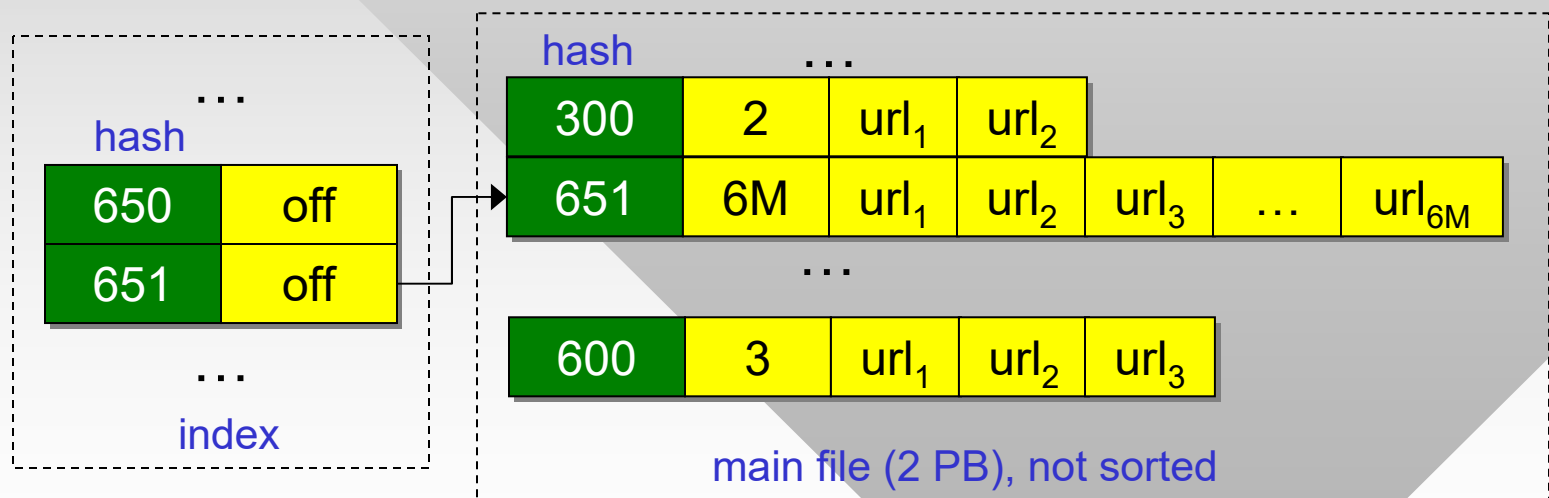 …
hash
650 off
651 off
…
index
hash …
300 2 url₁ url₂
651 6M url₁ url₂ url₃ … url₆M
…
600 3 url₁ url₂ url₃
main file (2 PB), not sorted